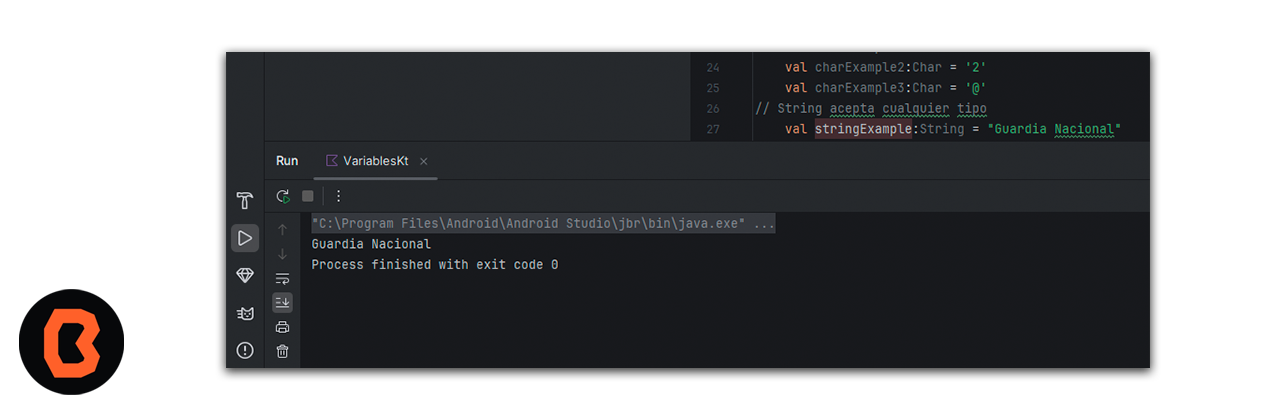 24 val charExample2:Char = '2'
25 val charExample3:Char = '@'
26 // String acepta cualquier tipo
27 val stringExample:String = "Guardia Nacional"
Run VariablesKt
"C:\Program Files\Android\Android Studio\jbr\bin\java.exe" ...
Guardia Nacional
Process finished with exit code 0